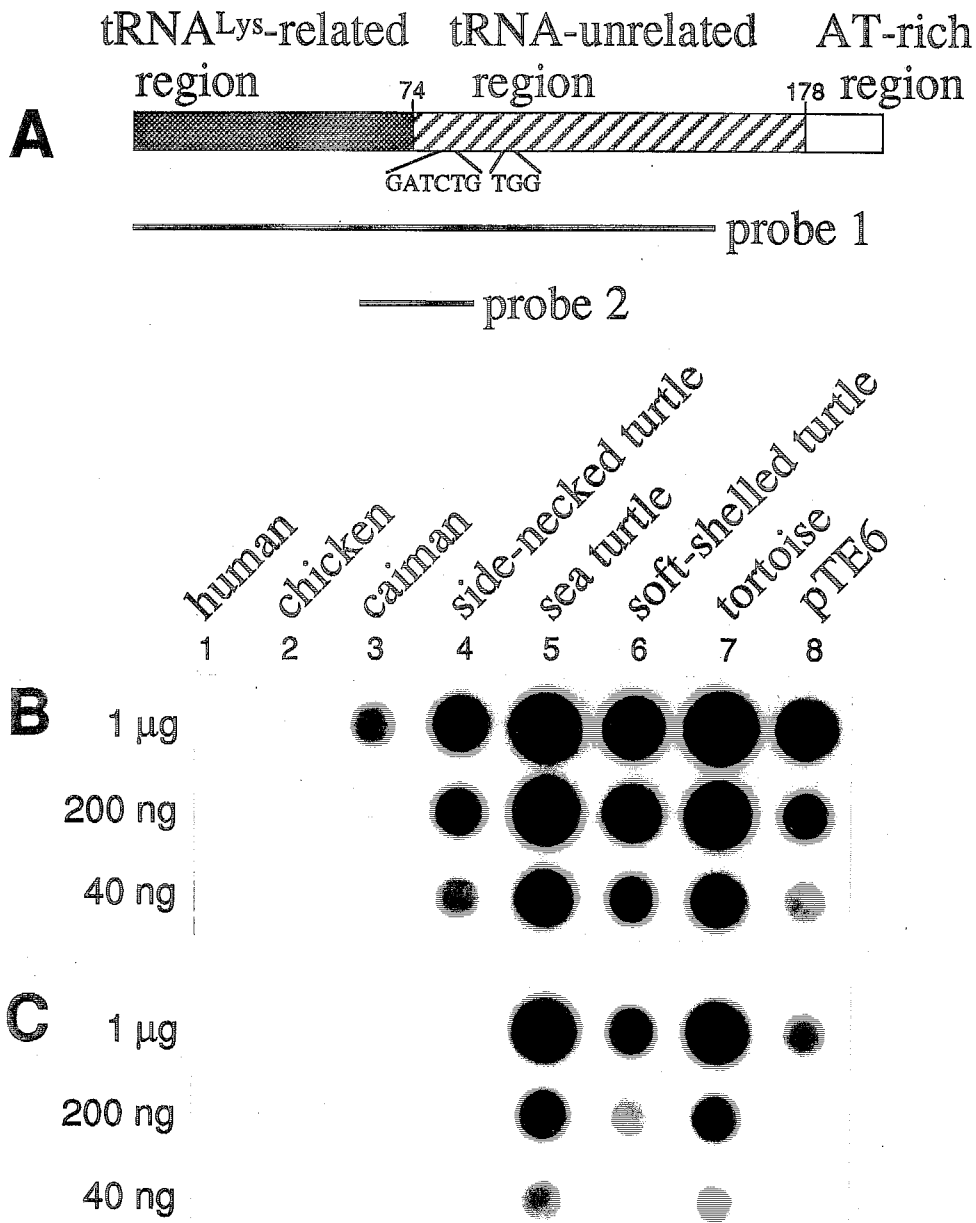 tRNALys-related tRNA-unrelated AT-rich
region region region
74 178
A
GATCTG TGG
probe 1
probe 2
human chicken caiman side-necked turtle sea turtle soft-shelled turtle tortoise pTE6
1 2 3 4 5 6 7 8
B 1 µg
200 ng
40 ng
C 1 µg
200 ng
40 ng